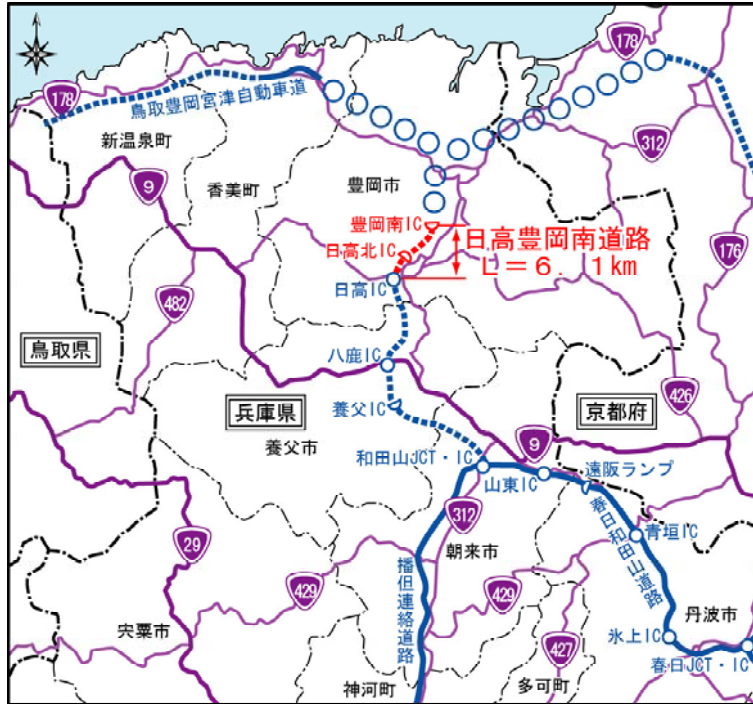 178
178
鳥取豊岡宮津自動車道
新温泉町
312
9
香美町
豊岡市
豊岡南IC
日高豊岡南道路
日高北IC
L=6.1km
176
日高IC
482
鳥取県
八鹿IC
兵庫県
養父IC
426
京都府
養父市
9
和田山JCT・IC
山東IC
遠阪ランプ
312
春日和田山道路
青垣IC
29
朝来市
播但連絡道路
429
429
宍粟市
丹波市
氷上IC
427
春日JCT・IC
神河町
多可町